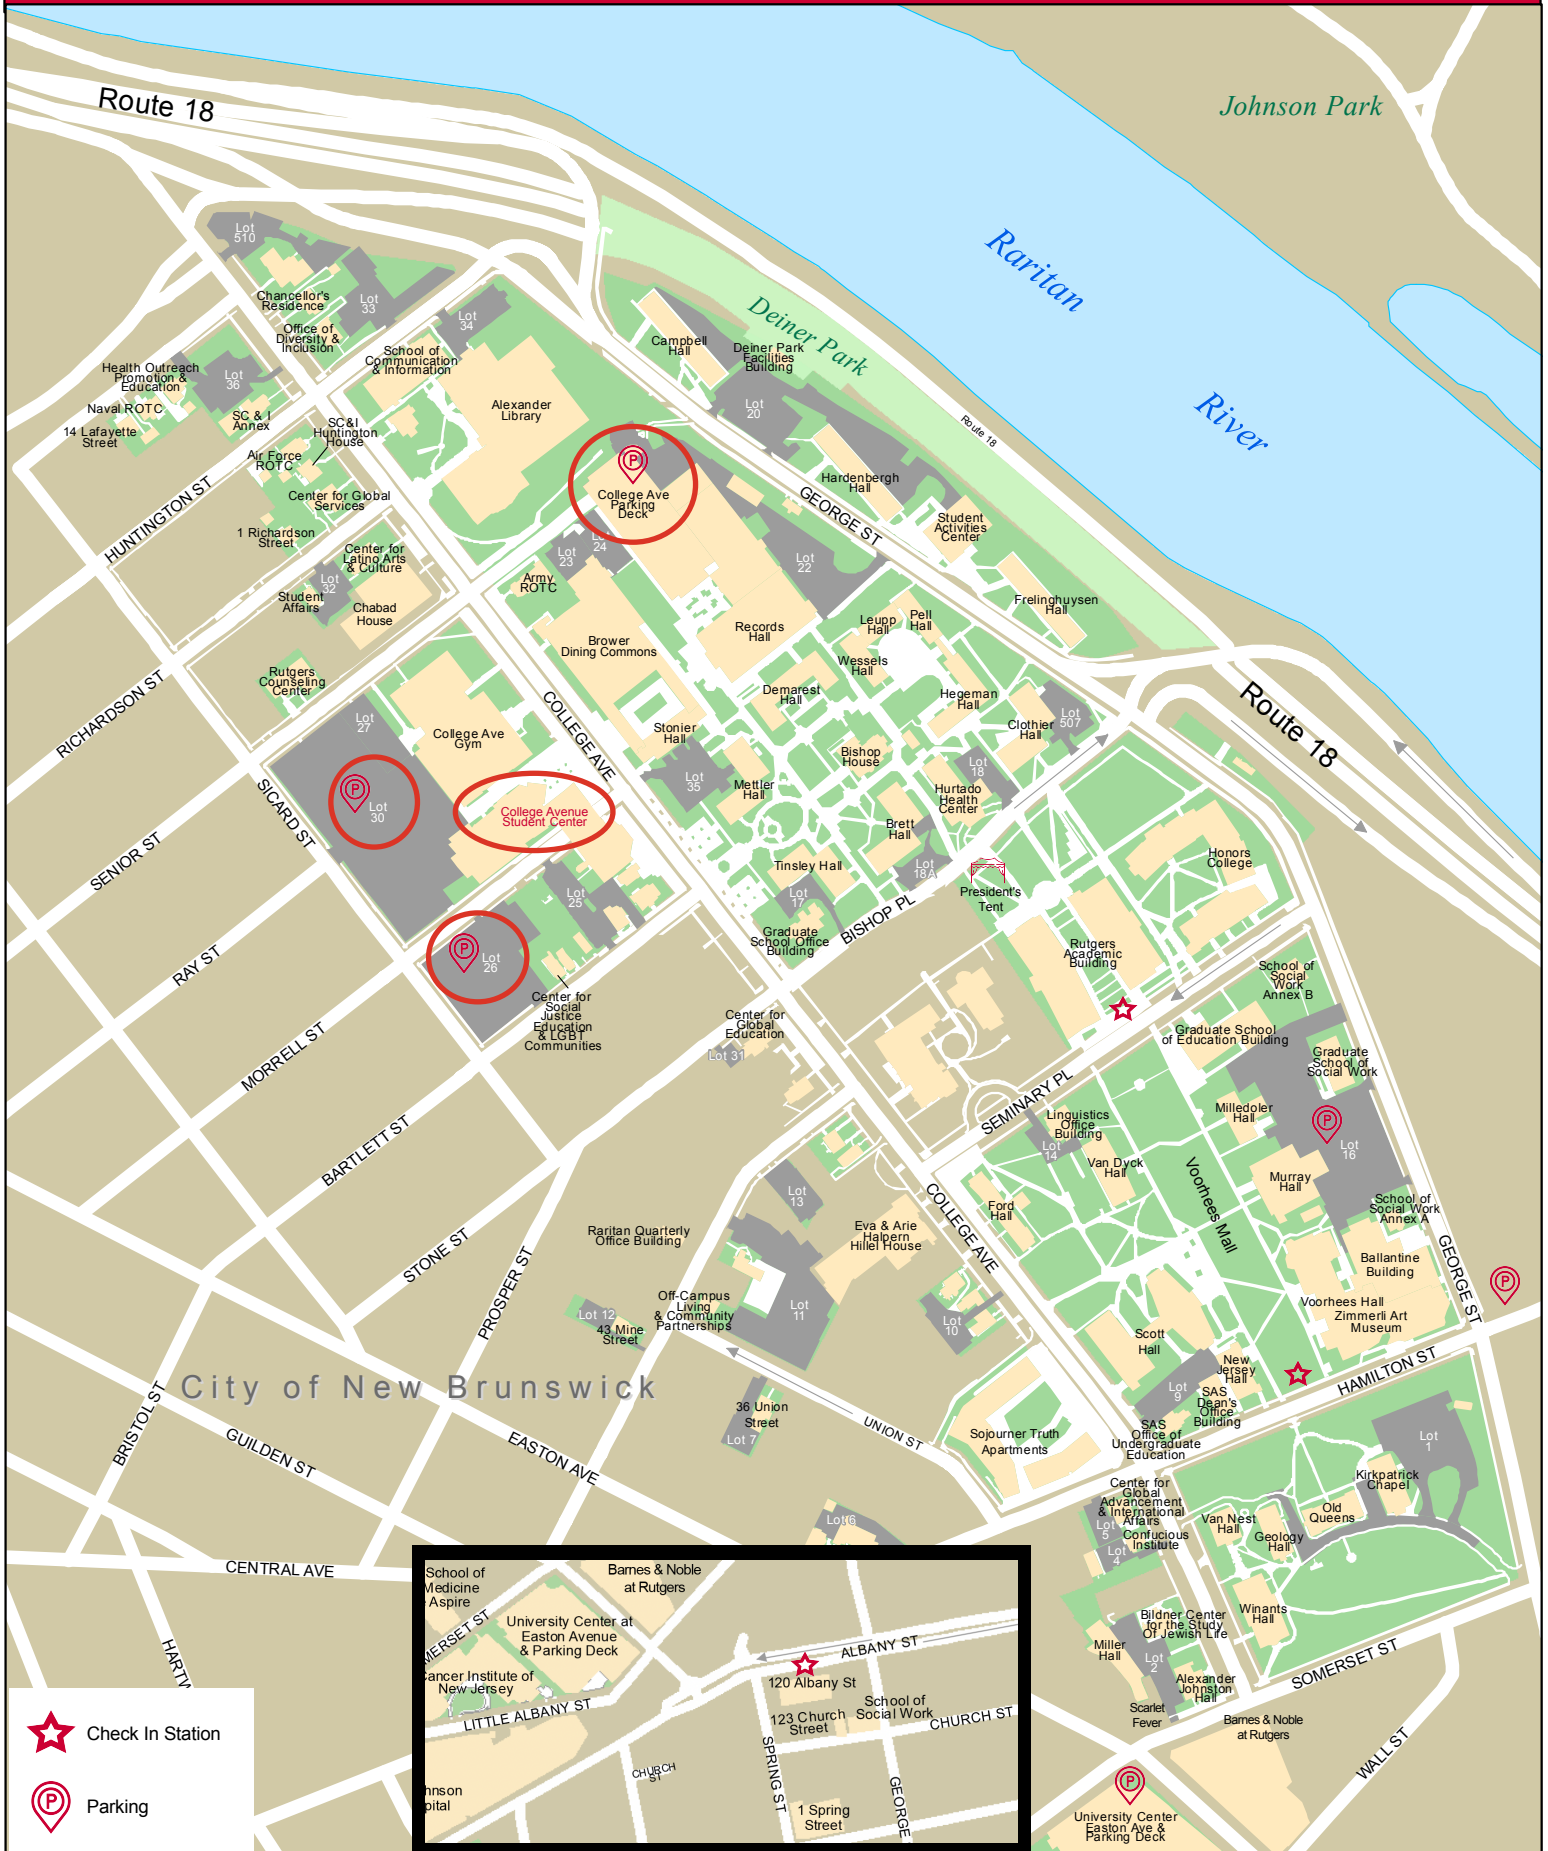 Route 18
Johnson Park
Raritan
River
Deiner Park
Route 18
Lot
510
Chancellor's
Residence
Lot
33
Office of
Diversity &
Inclusion
Lot
34
School of
Communication
& Information
Health Outreach
Promotion &
Education
Lot
36
Naval ROTC
14 Lafayette
Street
SC & I
Annex
SC&I
Huntington
House
Air Force
ROTC
Center for Global
Services
1 Richardson
Street
Alexander
Library
Campbell
Hall
Deiner Park
Facilities
Building
Lot
20
Hardenbergh
Hall
Student
Activities
Center
GEORGE ST
Frelinghuysen
Hall
P
College Ave
Parking
Deck
Lot
23
24
Lot
22
Army
ROTC
HUNTINGTON ST
Center for
Latino Arts
& Culture
Lot
32
Student
Affairs
Chabad
House
Brower
Dining Commons
Records
Hall
Leupp
Hall
Pell
Hall
Wessels
Hall
Demarest
Hall
Hegeman
Hall
Clothier
Hall
Lot
507
Route 18
Rutgers
Counseling
Center
RICHARDSON ST
Lot
27
College Ave
Gym
COLLEGE AVE
Stonier
Hall
Lot
35
Mettler
Hall
Bishop
House
Lot
18
Hurtado
Health
Center
P
Lot
30
College Avenue
Student Center
SICARD ST
SENIOR ST
Brett
Hall
Tinsley Hall
Lot
18A
Lot
17
President's
Tent
Honors
College
Lot
25
BISHOP PL
Graduate
School Office
Building
P
Lot
26
RAY ST
Rutgers
Academic
Building
School of
Social
Work
Annex B
Center for
Social
Justice
Education
& LGBT
Communities
Center for
Global
Education
Lot 31
MORRELL ST
Graduate School
of Education Building
Graduate
School of
Social Work
SEMINARY PL
Linguistics
Office
Building
Lot
14
Van Dyck
Hall
Milledoler
Hall
P
Lot
16
Murray
Hall
BARTLETT ST
Voorhees Mall
School of
Social Work
Annex A
Lot
13
Ford
Hall
COLLEGE AVE
Raritan Quarterly
Office Building
Eva & Arie
Halpern
Hillel House
STONE ST
PROSPER ST
Ballantine
Building
GEORGE ST
P
Off-Campus
Living
& Community
Partnerships
Lot
11
Lot 12
43 Mine
Street
Lot
10
Voorhees Hall
Zimmerli Art
Museum
Scott
Hall
New
Jersey
Hall
HAMILTON ST
City of New Brunswick
Lot
9
SAS
Dean's
Office
Building
36 Union
Street
Lot 7
UNION ST
Sojourner Truth
Apartments
SAS
Office of
Undergraduate
Education
BRISTOL ST
GUILDEN ST
EASTON AVE
Lot
1
Kirkpatrick
Chapel
Center for
Global
Advancement
& International
Affairs
Lot
5
Confucious
Institute
Lot
4
Van Nest
Hall
Geology
Hall
Old
Queens
Lot 6
CENTRAL AVE
Winants
Hall
Bildner Center
for the Study
Of Jewish Life
Miller
Hall
Lot
2
Alexander
Johnston
Hall
Scarlet
Fever
SOMERSET ST
Barnes & Noble
at Rutgers
WALL ST
P
University Center
Easton Ave &
Parking Deck
HARTW
School of
Medicine
Aspire
MERSET ST
Barnes & Noble
at Rutgers
University Center at
Easton Avenue
& Parking Deck
Cancer Institute of
New Jersey
LITTLE ALBANY ST
ALBANY ST
120 Albany St
School of
Social Work
123 Church
Street
CHURCH ST
CHURCH
ST
SPRING ST
GEORGE
hnson
pital
1 Spring
Street
Check In Station
P
Parking